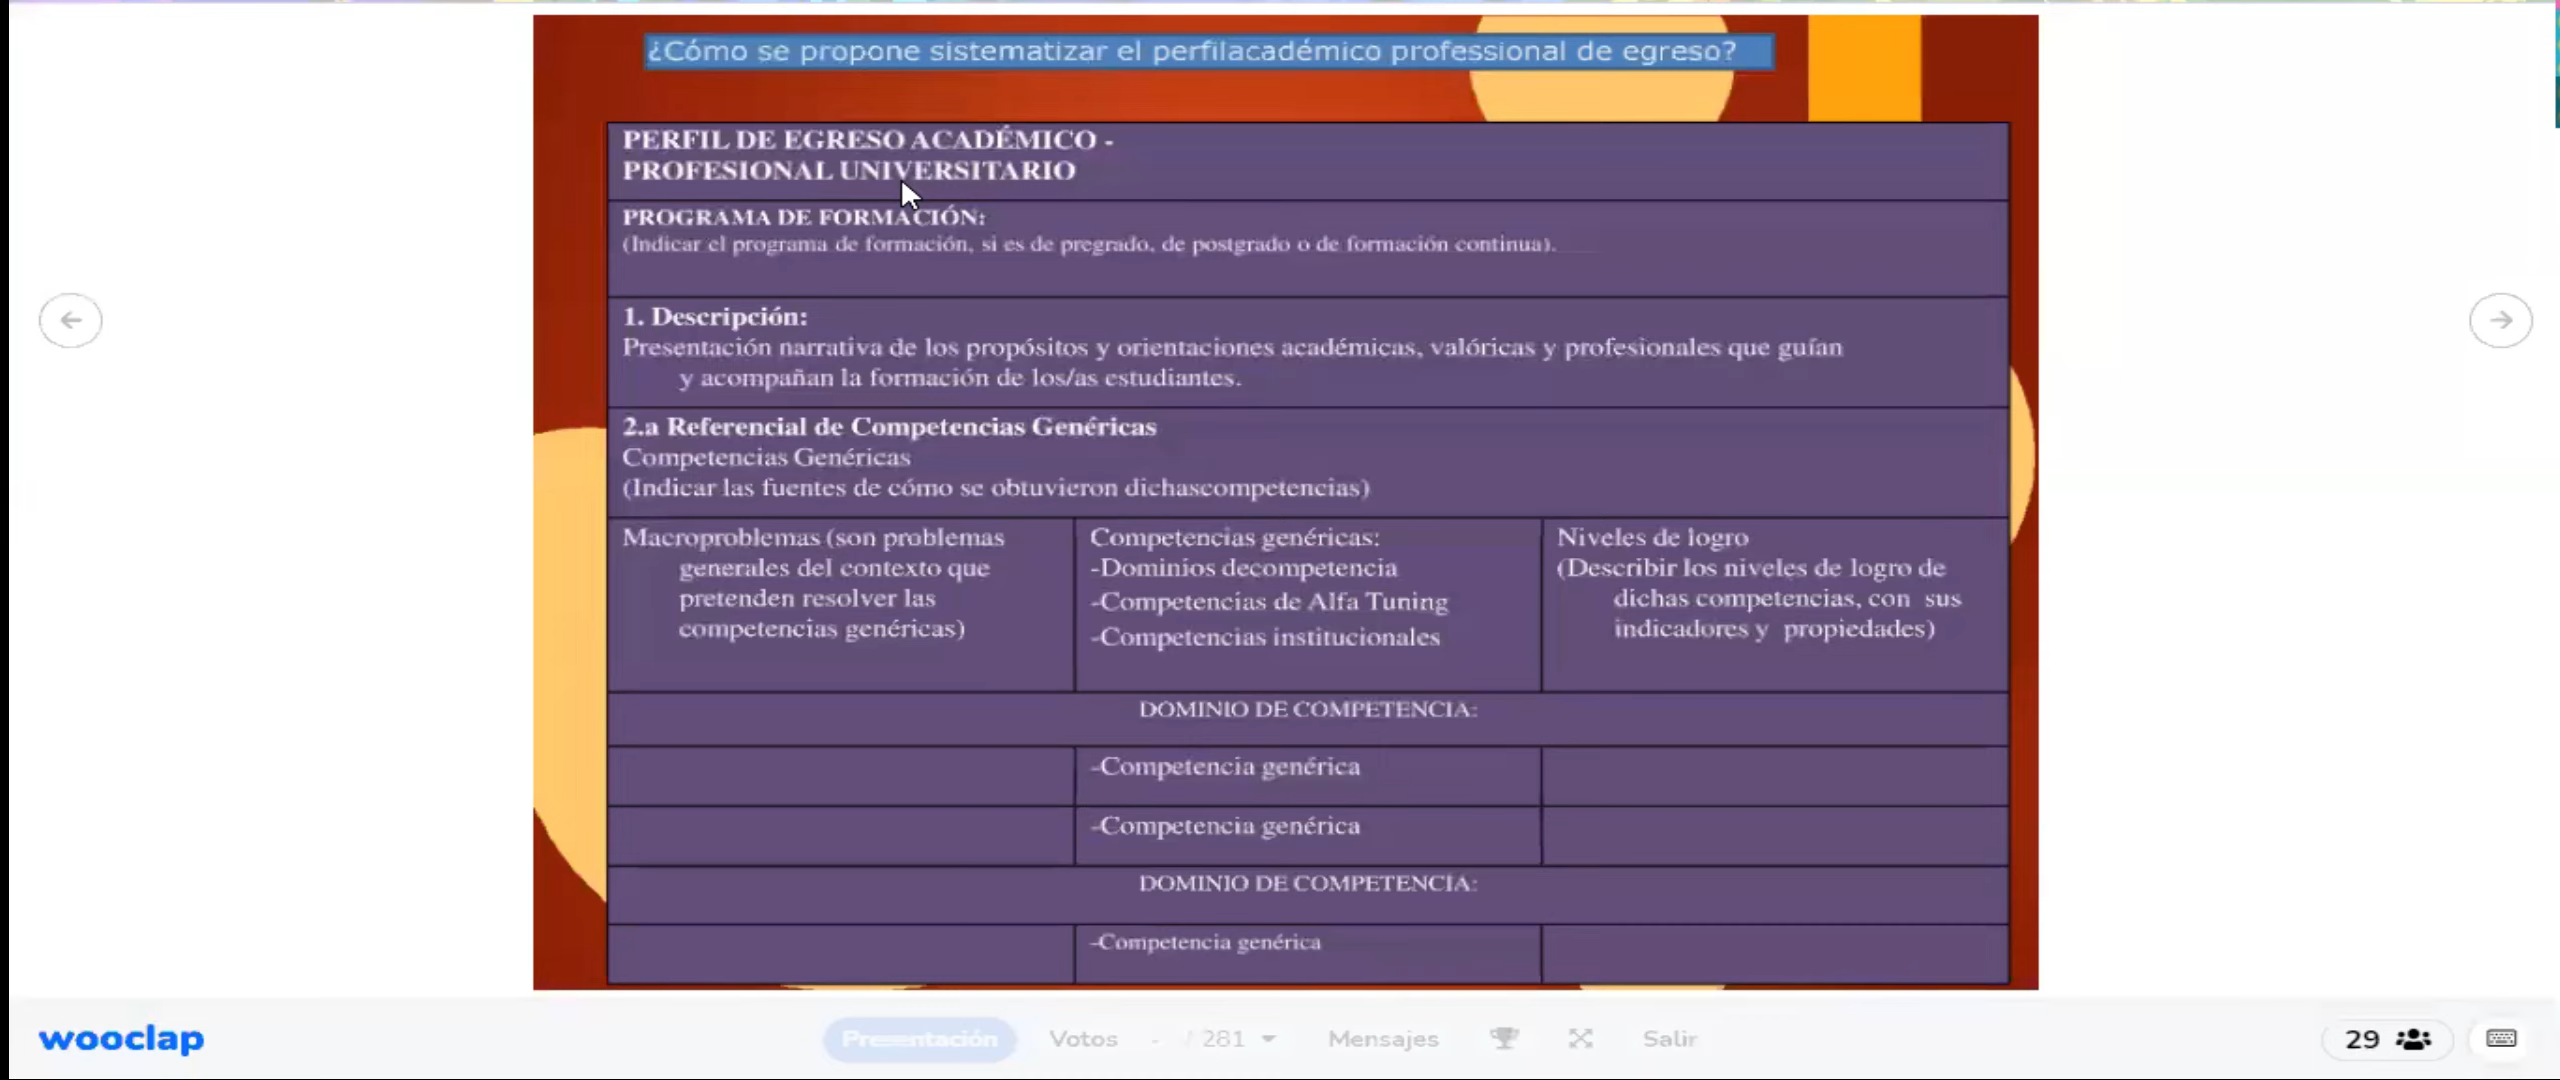 ¿Cómo se propone sistematizar el perfilacadémico professional de egreso?
PERFIL DE EGRESO ACADÉMICO -
PROFESIONAL UNIVERSITARIO
PROGRAMA DE FORMACIÓN:
(Indicar el programa de formación, si es de pregrado, de postgrado o de formación continua).
1. Descripción:
Presentación narrativa de los propósitos y orientaciones académicas, valóricas y profesionales que guían
y acompañan la formación de los/as estudiantes.
2.a Referencial de Competencias Genéricas
Competencias Genéricas
(Indicar las fuentes de cómo se obtuvieron dichascompetencias)
Macroproblemas (son problemas
generales del contexto que
pretenden resolver las
competencias genéricas)
Competencias genéricas:
-Dominios decompetencia
-Competencias de Alfa Tuning
-Competencias institucionales
Niveles de logro
(Describir los niveles de logro de
dichas competencias, con sus
indicadores y propiedades)
DOMINIO DE COMPETENCIA:
-Competencia genérica
-Competencia genérica
DOMINIO DE COMPETENCIA:
-Competencia genérica
wooclap
Presentación
Votos
- / 281
Mensajes
Salir
29